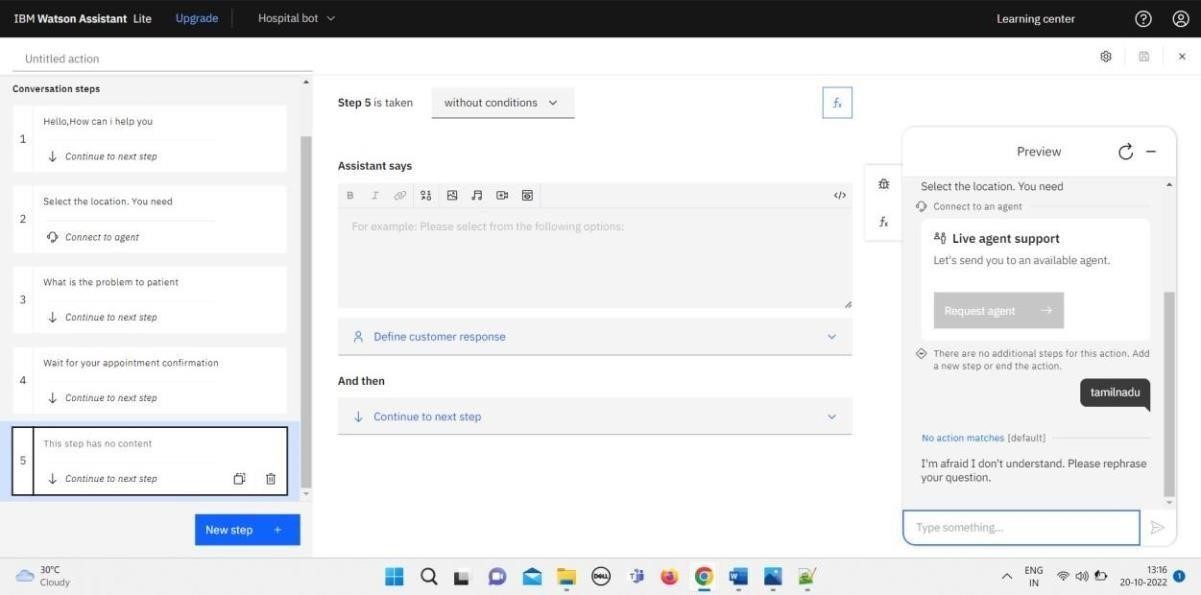 IBM Watson Assistant Lite Upgrade Hospital bot Learning center
Untitled action
Conversation steps
1
Hello,How can i help you
Continue to next step
2
Select the location. You need
Connect to agent
3
What is the problem to patient
Continue to next step
4
Wait for your appointment confirmation
Continue to next step
5
This step has no content
Continue to next step
New step +
Step 5 is taken without conditions
fx
Assistant says
B I
</>
For example: Please select from the following options:
Define customer response
And then
Continue to next step
fx
Preview
Select the location. You need
Connect to an agent
Live agent support
Let's send you to an available agent.
Request agent
There are no additional steps for this action. Add
a new step or end the action.
tamilnadu
No action matches [default]
I'm afraid I don't understand. Please rephrase
your question.
Type something...
30°C
Cloudy
DELL
ENG
IN
13:16
20-10-2022
1